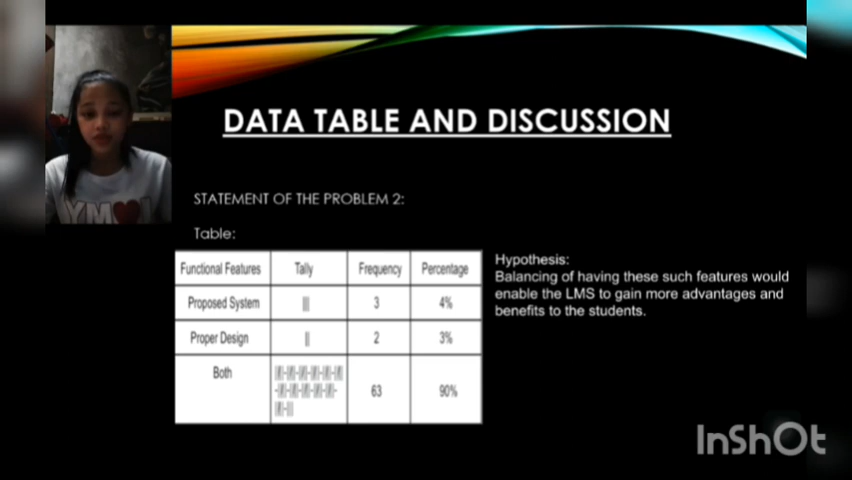 DATA TABLE AND DISCUSSION
STATEMENT OF THE PROBLEM 2:
Table:
Functional Features Tally Frequency Percentage
Proposed System ||| 3 4%
Proper Design || 2 3%
Both 63 90%
Hypothesis:
Balancing of having these such features would
enable the LMS to gain more advantages and
benefits to the students.
InShOt